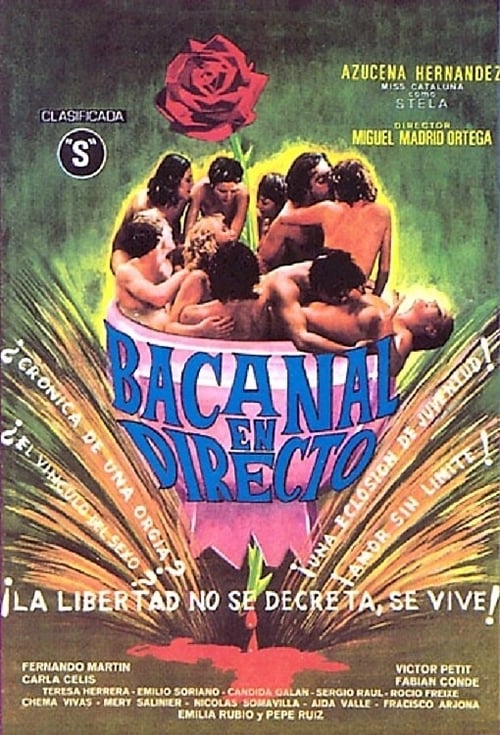 AZUCENA HERNANDEZ
MISS CATALUÑA
como
STELA
DIRECTOR
MIGUEL MADRID ORTEGA
CLASIFICADA
"S"
BACANAL
EN
DIRECTO
¿CRONICA DE UNA ORGIA?
¿EL VINCULO DEL SEXO?
¡UNA ECLOSION DE JUVENTUD!
¡AMOR SIN LIMITE!
¡LA LIBERTAD NO SE DECRETA, SE VIVE!
FERNANDO MARTIN
CARLA CELIS
VICTOR PETIT
FABIAN CONDE
TERESA HERRERA - EMILIO SORIANO - CANDIDA GALAN - SERGIO RAUL - ROCIO FREIXE
CHEMA VIVAS - MERY SALINIER - NICOLAS SOMAVILLA - AIDA VALLE - FRACISCO ARJONA
EMILIA RUBIO y PEPE RUIZ